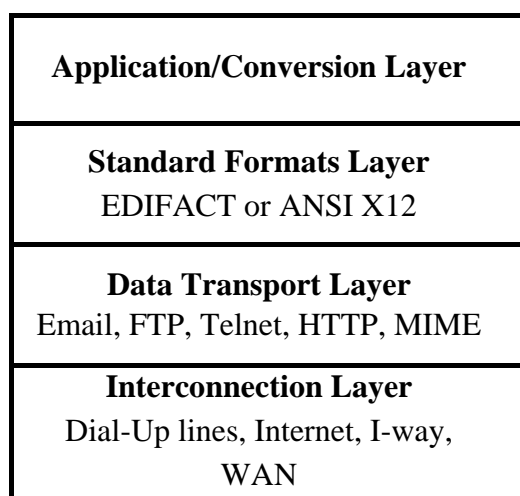 Application/Conversion Layer
Standard Formats Layer
EDIFACT or ANSI X12
Data Transport Layer
Email, FTP, Telnet, HTTP, MIME
Interconnection Layer
Dial-Up lines, Internet, I-way,
WAN